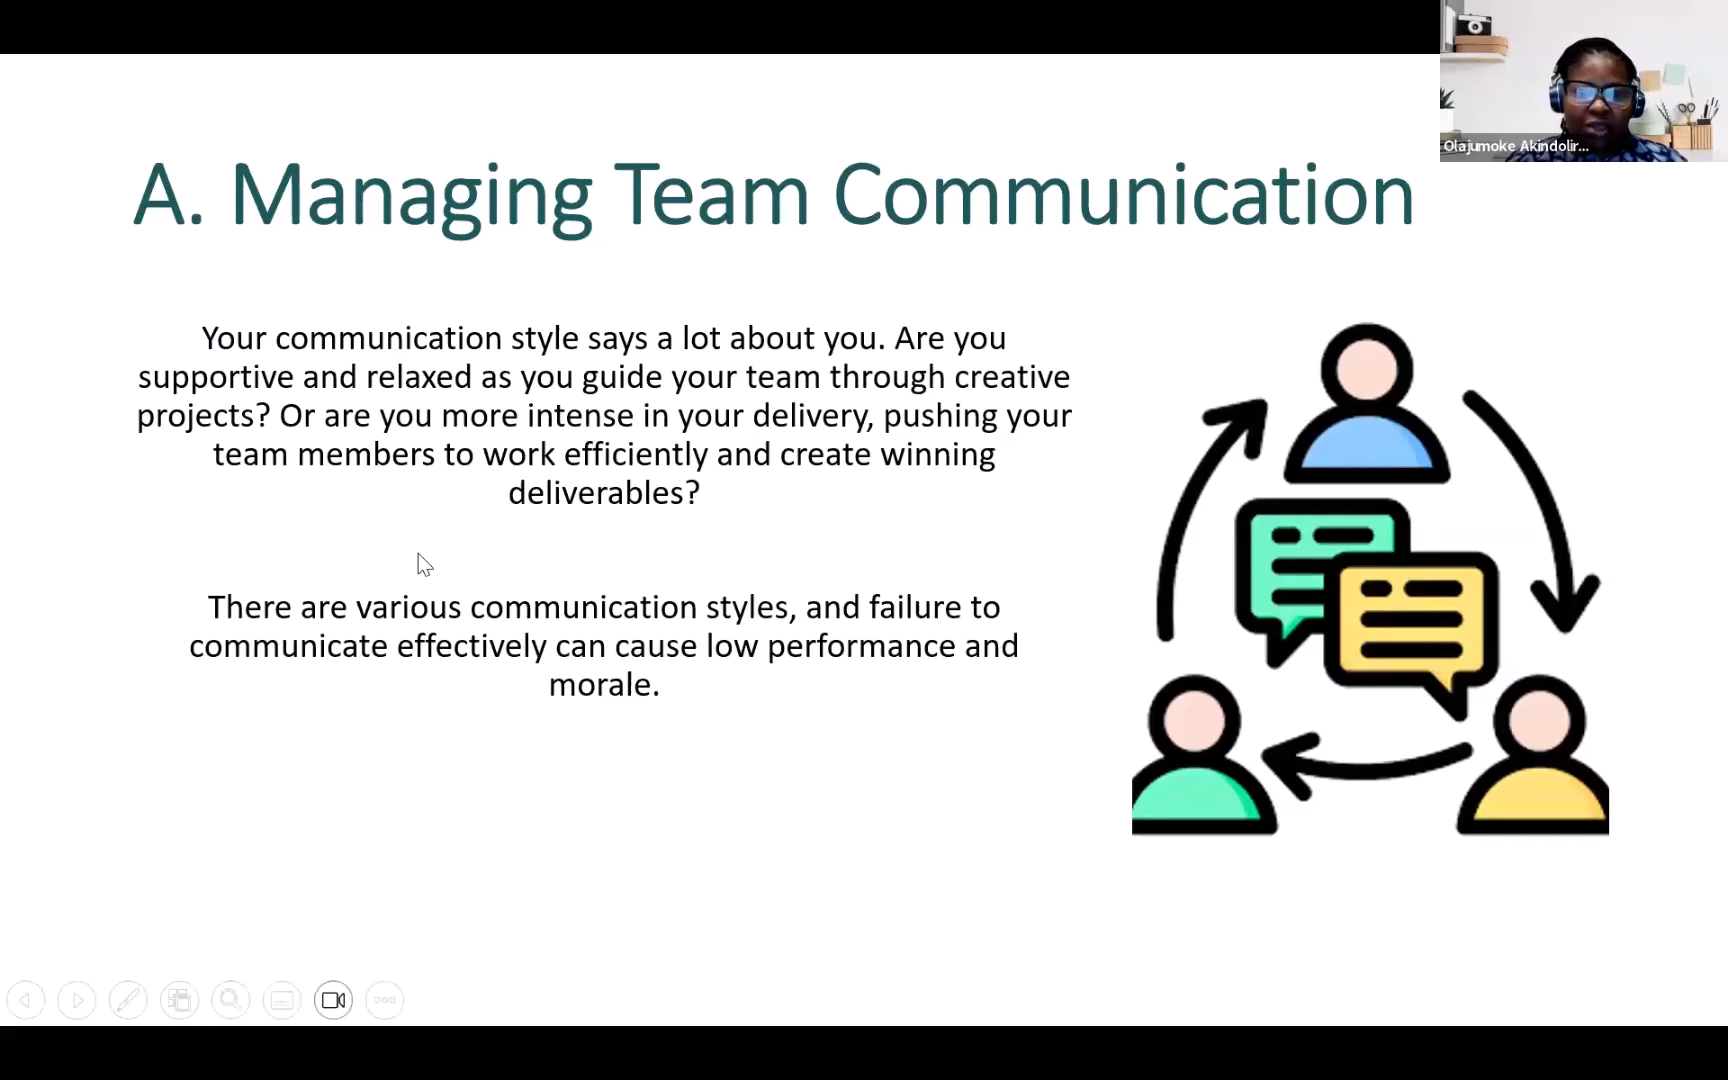 Olajumoke Akindolir...
A. Managing Team Communication
Your communication style says a lot about you. Are you
supportive and relaxed as you guide your team through creative
projects? Or are you more intense in your delivery, pushing your
team members to work efficiently and create winning
deliverables?
There are various communication styles, and failure to
communicate effectively can cause low performance and
morale.